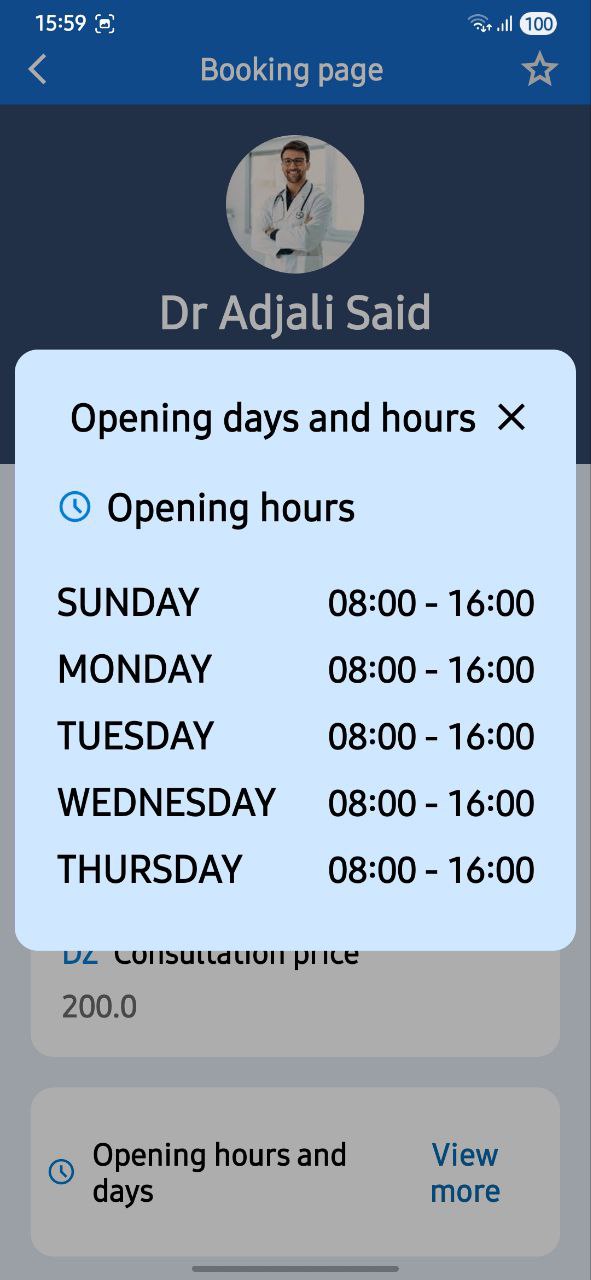 15:59 100
Booking page
Dr Adjali Said
Opening days and hours
Opening hours
SUNDAY 08:00 - 16:00
MONDAY 08:00 - 16:00
TUESDAY 08:00 - 16:00
WEDNESDAY 08:00 - 16:00
THURSDAY 08:00 - 16:00
DZ Consultation price
200.0
Opening hours and View
days more